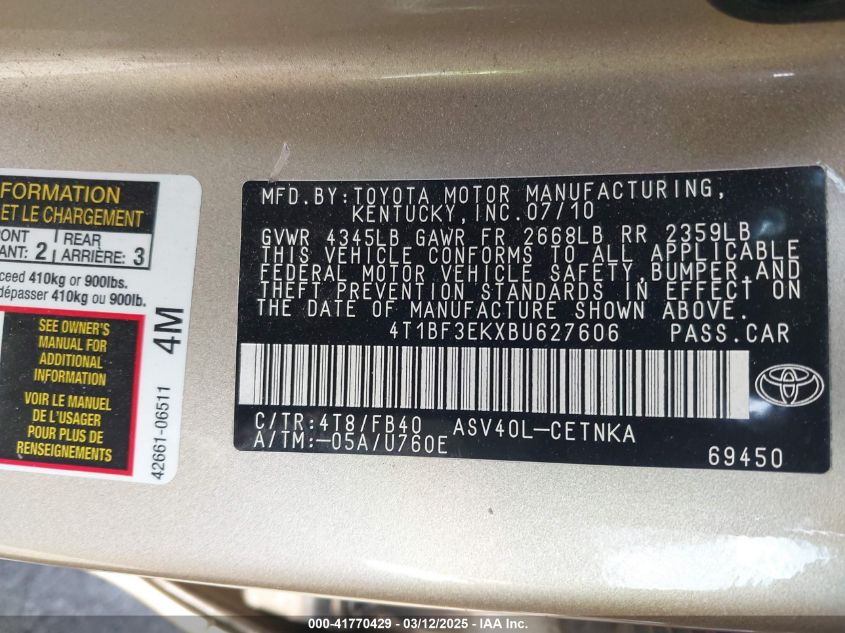 FORMATION
ET LE CHARGEMENT
RONT
ANT: 2
REAR
ARRIÈRE: 3
ceed 410kg or 900lbs.
dépasser 410kg ou 900lb.
SEE OWNER'S
MANUAL FOR
ADDITIONAL
INFORMATION
VOIR LE MANUEL
DE L'USAGER
POUR PLUS DE
RENSEIGNEMENTS
4M
42661-06511
MFD. BY: TOYOTA MOTOR MANUFACTURING,
KENTUCKY, INC. 07/10
GVWR 4345LB GAWR FR 2668LB RR 2359LB
THIS VEHICLE CONFORMS TO ALL APPLICABLE
FEDERAL MOTOR VEHICLE SAFETY, BUMPER, AND
THEFT PREVENTION STANDARDS IN EFFECT ON
THE DATE OF MANUFACTURE SHOWN ABOVE.
4T1BF3EKXBU627606 PASS. CAR
TOYOTA
C/TR: 4T8/FB40 ASV40L-CETNKA
A/TM: -05A/U760E
69450
000-41770429 - 03/12/2025 - IAAI.com